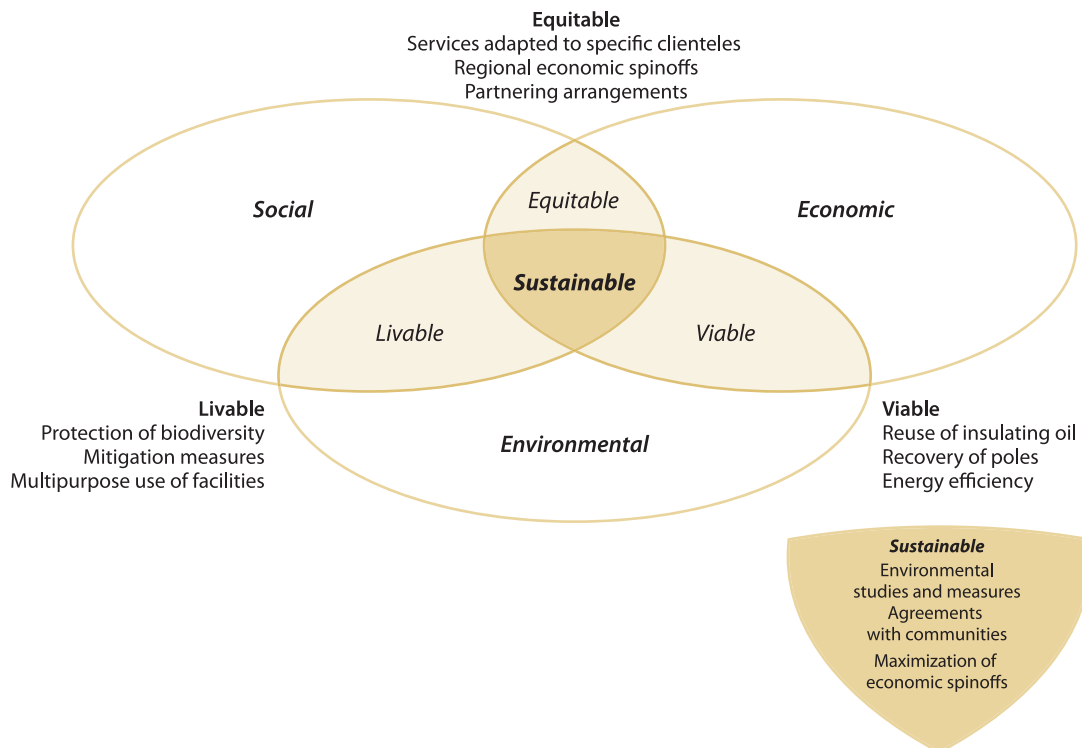 Equitable
Services adapted to specific clienteles
Regional economic spinoffs
Partnering arrangements
Social
Equitable
Economic
Sustainable
Livable
Viable
Environmental
Livable
Protection of biodiversity
Mitigation measures
Multipurpose use of facilities
Viable
Reuse of insulating oil
Recovery of poles
Energy efficiency
Sustainable
Environmental
studies and measures
Agreements
with communities
Maximization of
economic spinoffs